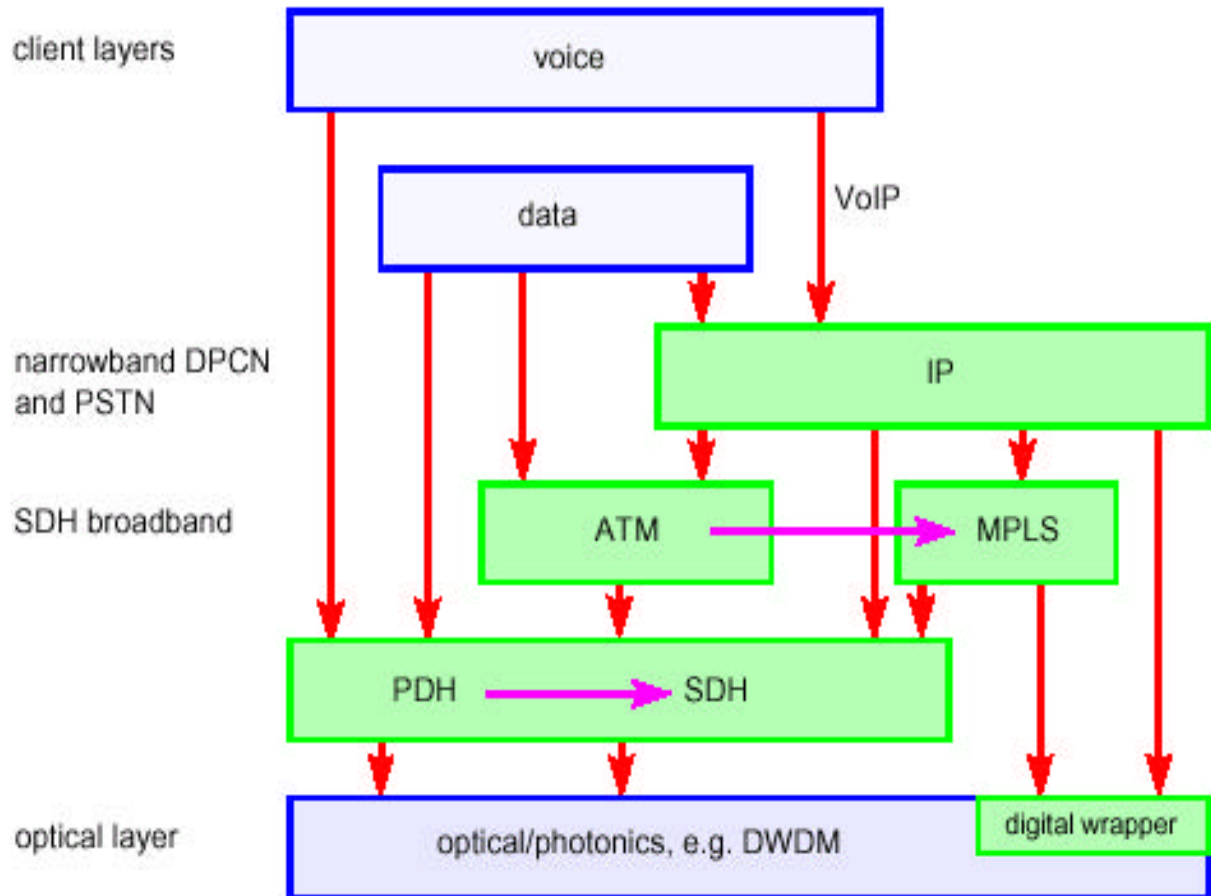 client layers
voice
data
VoIP
narrowband DPCN
and PSTN
IP
SDH broadband
ATM
MPLS
PDH
SDH
optical layer
optical/photonics, e.g. DWDM
digital wrapper